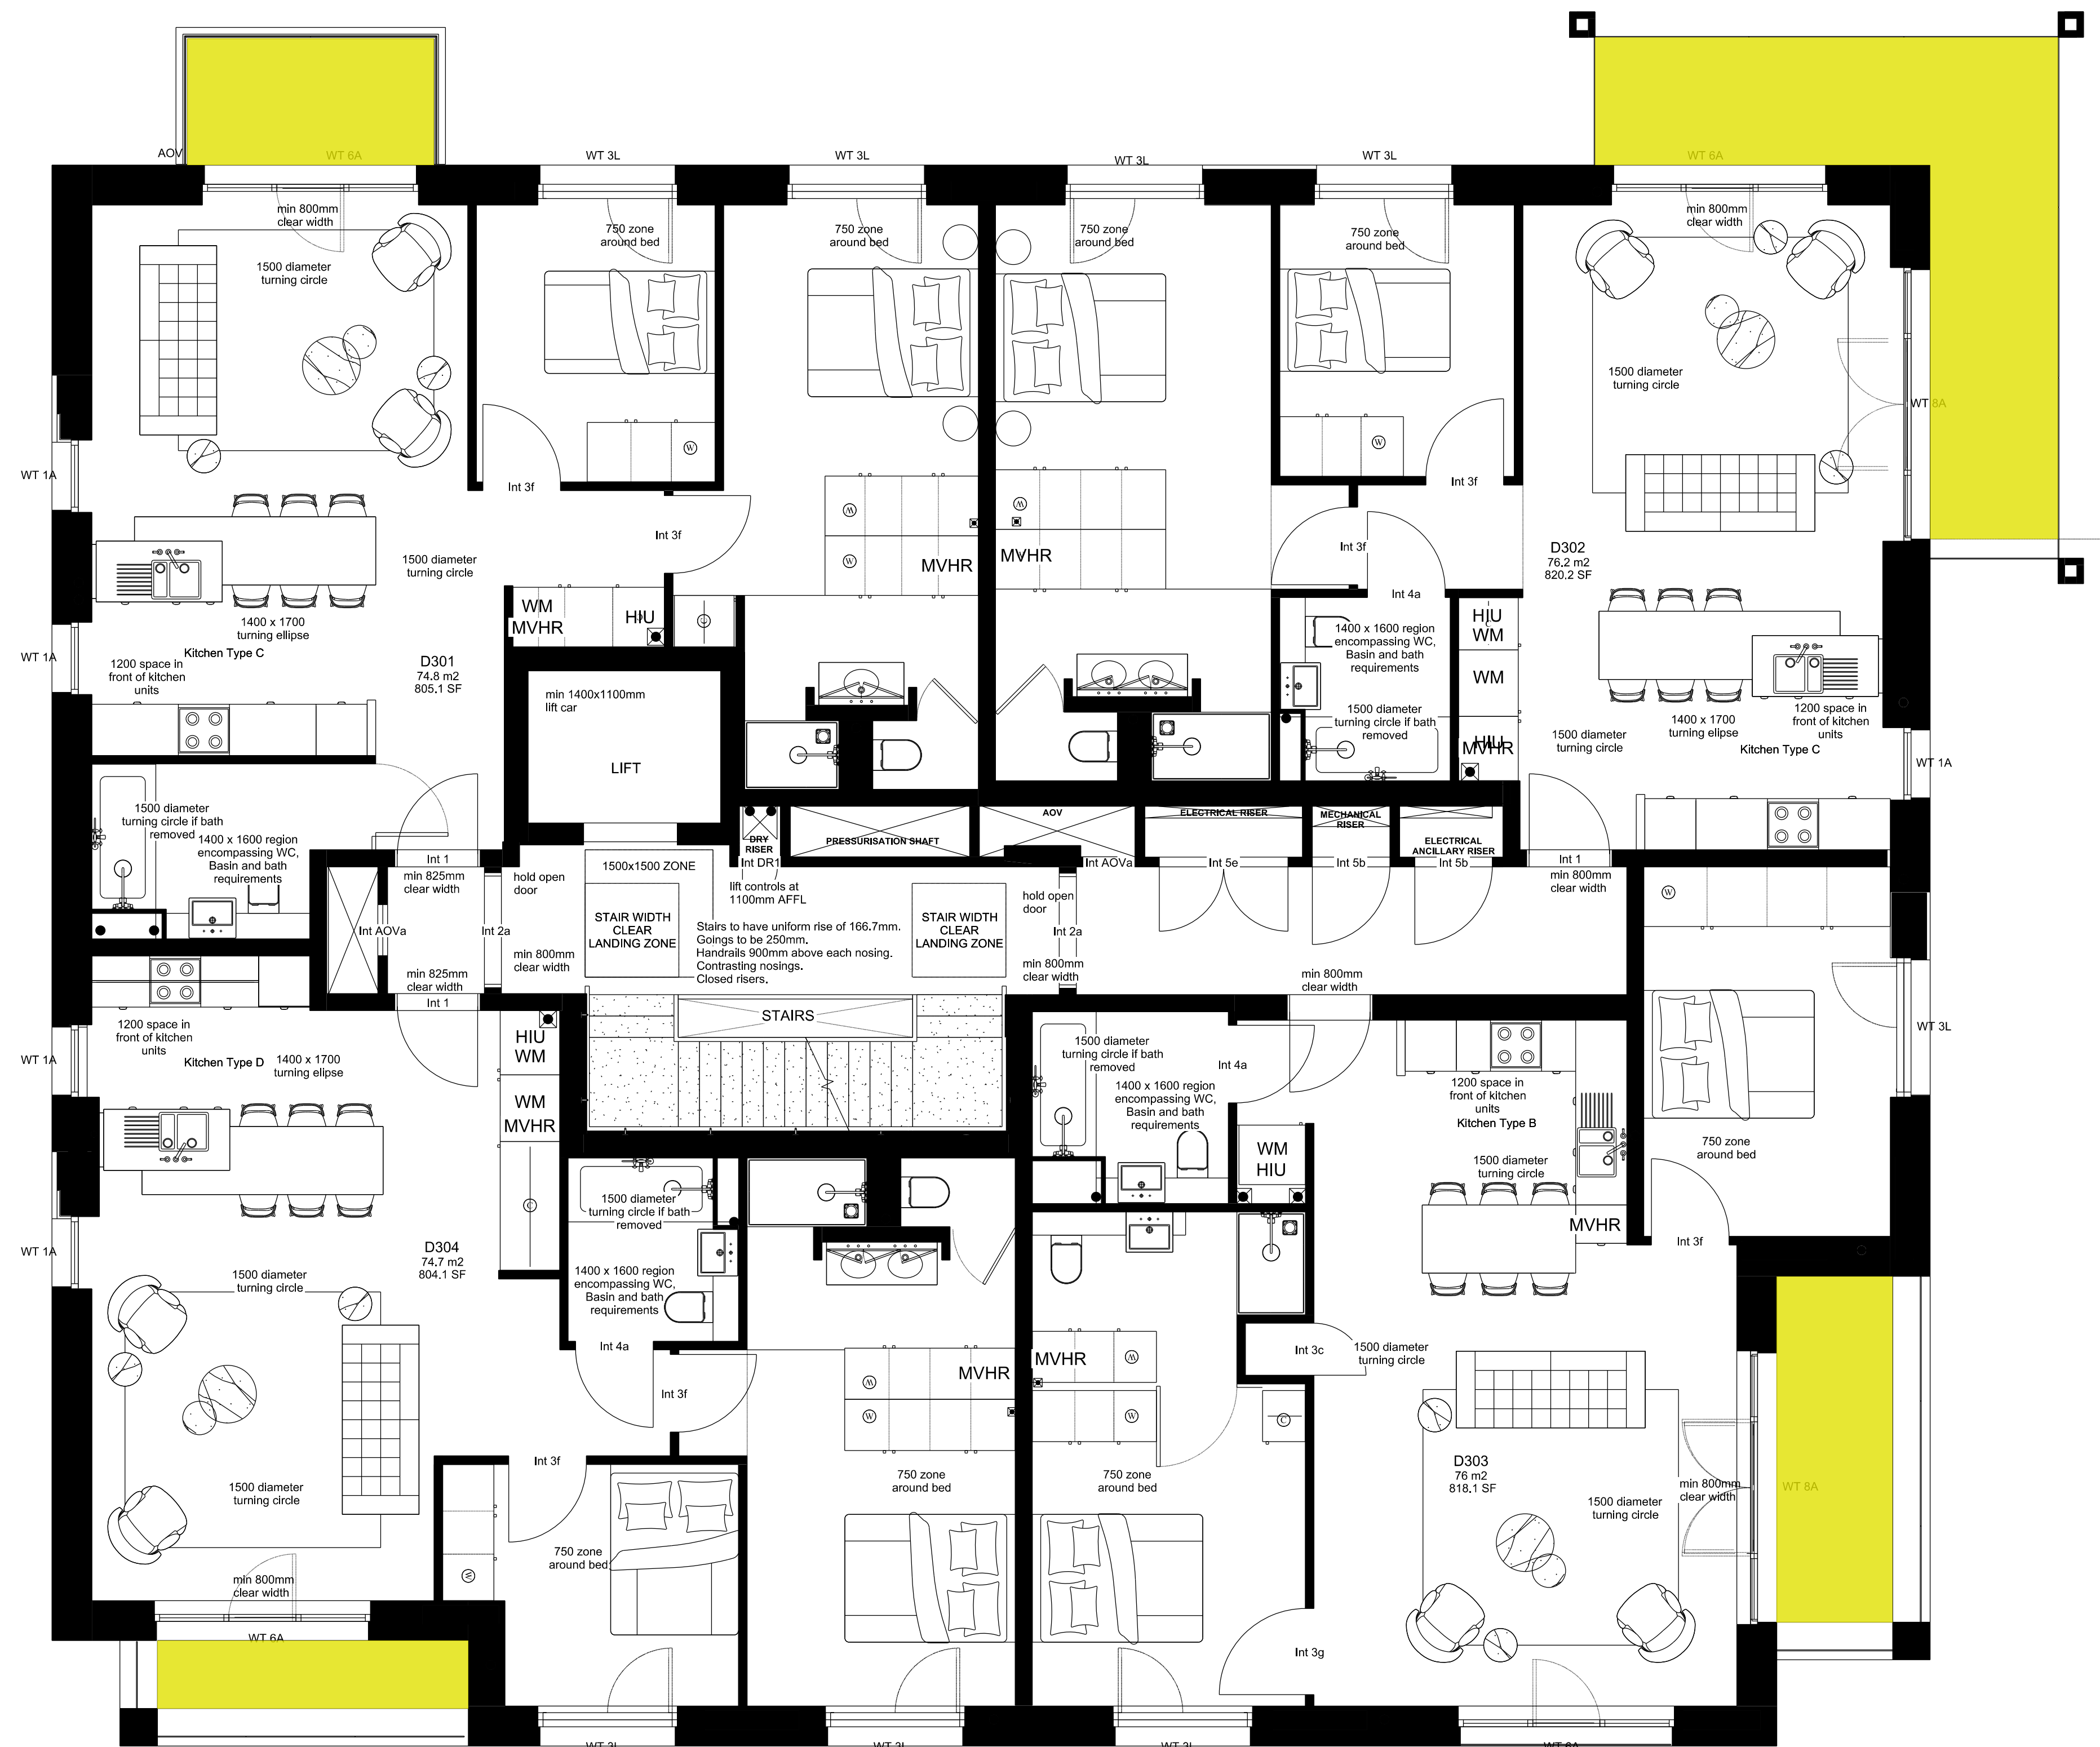 AOV
WT 6A
WT 3L
WT 3L
WT 3L
WT 3L
WT 6A
min 800mm
clear width
750 zone
around bed
750 zone
around bed
750 zone
around bed
750 zone
around bed
min 800mm
clear width
1500 diameter
turning circle
1500 diameter
turning circle
WT 8A
W
W
WT 1A
Int 3f
Int 3f
W
W
MVHR
W
MVHR
Int 3f
Int 3f
1500 diameter
turning circle
D302
76.2 m2
820.2 SF
WM
MVHR
HIU
Int 4a
1400 x 1700
turning ellipse
Kitchen Type C
1200 space in
front of kitchen
units
WT 1A
D301
74.8 m2
805.1 SF
1400 x 1600 region
encompassing WC,
Basin and bath
requirements
HIU
WM
WM
HIU
MVHR
min 1400x1100mm
lift car
LIFT
1500 diameter
turning circle if bath
removed
1500 diameter
turning circle
1400 x 1700
turning elipse
1200 space in
front of kitchen
units
Kitchen Type C
WT 1A
1500 diameter
turning circle if bath
removed
1400 x 1600 region
encompassing WC,
Basin and bath
requirements
DRY
RISER
PRESSURISATION SHAFT
AOV
ELECTRICAL RISER
MECHANICAL
RISER
ELECTRICAL
ANCILLARY RISER
Int 1
min 825mm
clear width
hold open
door
1500x1500 ZONE
Int DR1
lift controls at
1100mm AFFL
Int AOVa
Int 5e
Int 5b
Int 5b
Int 1
min 800mm
clear width
hold open
door
W
Int AOVa
Int 2a
STAIR WIDTH
CLEAR
LANDING ZONE
Stairs to have uniform rise of 166.7mm.
Goings to be 250mm.
Handrails 900mm above each nosing.
Contrasting nosings.
Closed risers.
STAIR WIDTH
CLEAR
LANDING ZONE
Int 2a
min 800mm
clear width
min 800mm
clear width
min 800mm
clear width
min 825mm
clear width
Int 1
STAIRS
WT 3L
1200 space in
front of kitchen
units
Kitchen Type D
1400 x 1700
turning elipse
WT 1A
HIU
WM
WM
MVHR
1500 diameter
turning circle if bath
removed
1400 x 1600 region
encompassing WC,
Basin and bath
requirements
Int 4a
1200 space in
front of kitchen
units
Kitchen Type B
WM
HIU
1500 diameter
turning circle
750 zone
around bed
MVHR
Int 3f
C
1500 diameter
turning circle if bath
removed
WT 1A
D304
74.7 m2
804.1 SF
1500 diameter
turning circle
1400 x 1600 region
encompassing WC,
Basin and bath
requirements
Int 4a
Int 3f
W
W
MVHR
MVHR
W
W
C
Int 3c
1500 diameter
turning circle
Int 3f
1500 diameter
turning circle
750 zone
around bed
750 zone
around bed
D303
76 m2
818.1 SF
min 800mm
clear width
WT 8A
1500 diameter
turning circle
W
750 zone
around bed
min 800mm
clear width
WT 6A
Int 3g
WT 3L
WT 3L
WT 3L
WT 6A